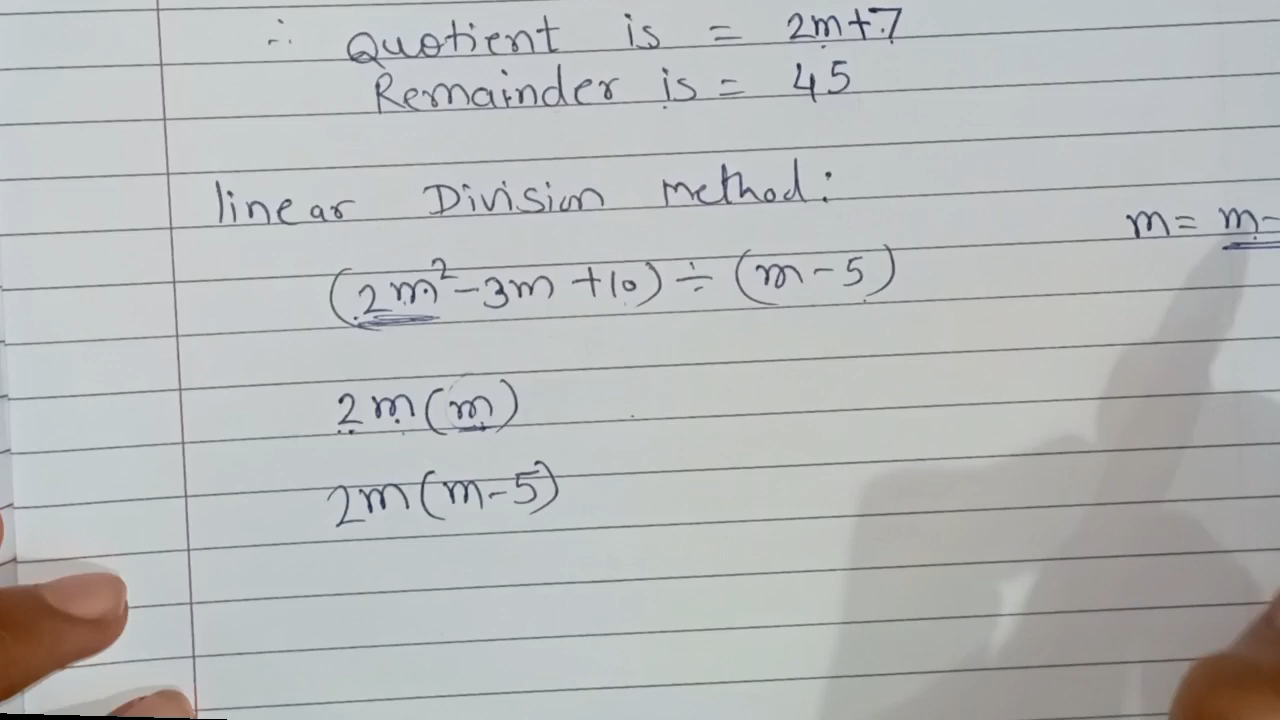 ∴ Quotient is = 2m+7
Remainder is = 45
linear Division method:
m = m-
(2m²-3m+10) ÷ (m-5)
2m(m)
2m(m-5)